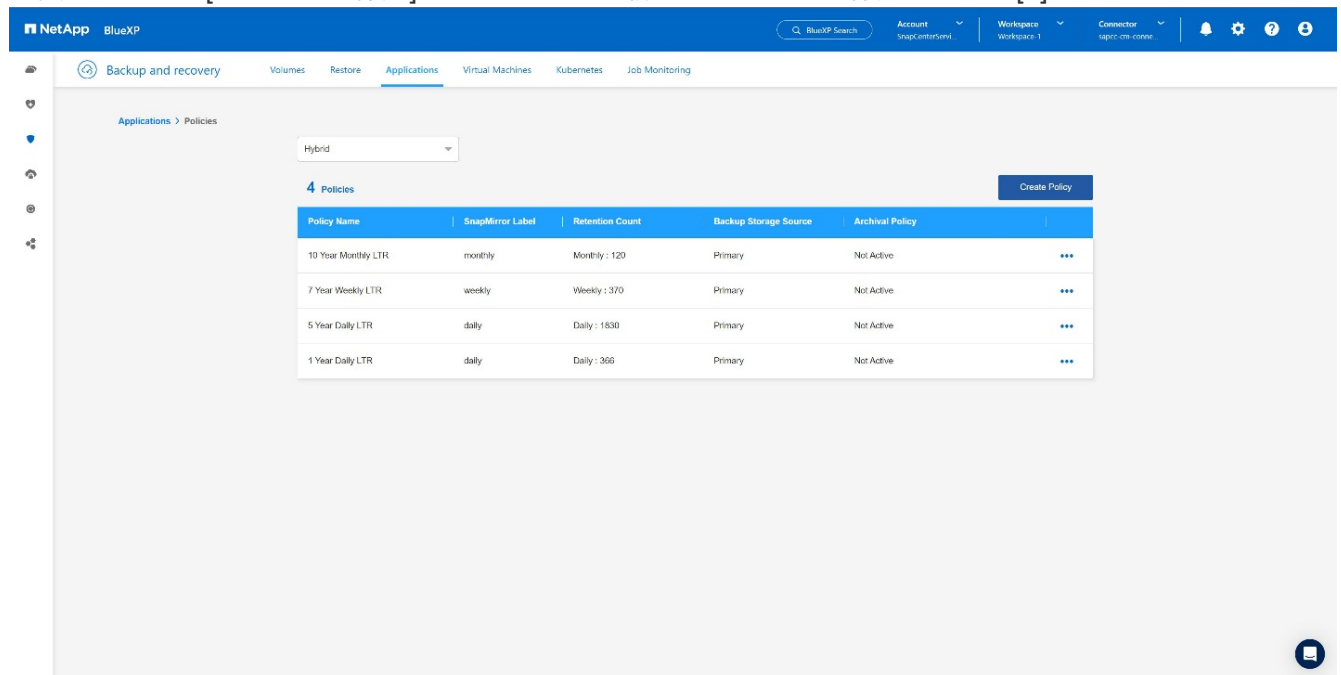 NetApp BlueXP
BlueXP Search
Account
SnapCenterServi...
Workspace
Workspace-1
Connector
sapcc-cm-conne...
Backup and recovery
Volumes Restore Applications Virtual Machines Kubernetes Job Monitoring
Applications > Policies
Hybrid
4 Policies
Create Policy
Policy Name SnapMirror Label Retention Count Backup Storage Source Archival Policy
10 Year Monthly LTR monthly Monthly : 120 Primary Not Active
7 Year Weekly LTR weekly Weekly : 370 Primary Not Active
5 Year Daily LTR daily Daily : 1830 Primary Not Active
1 Year Daily LTR daily Daily : 366 Primary Not Active